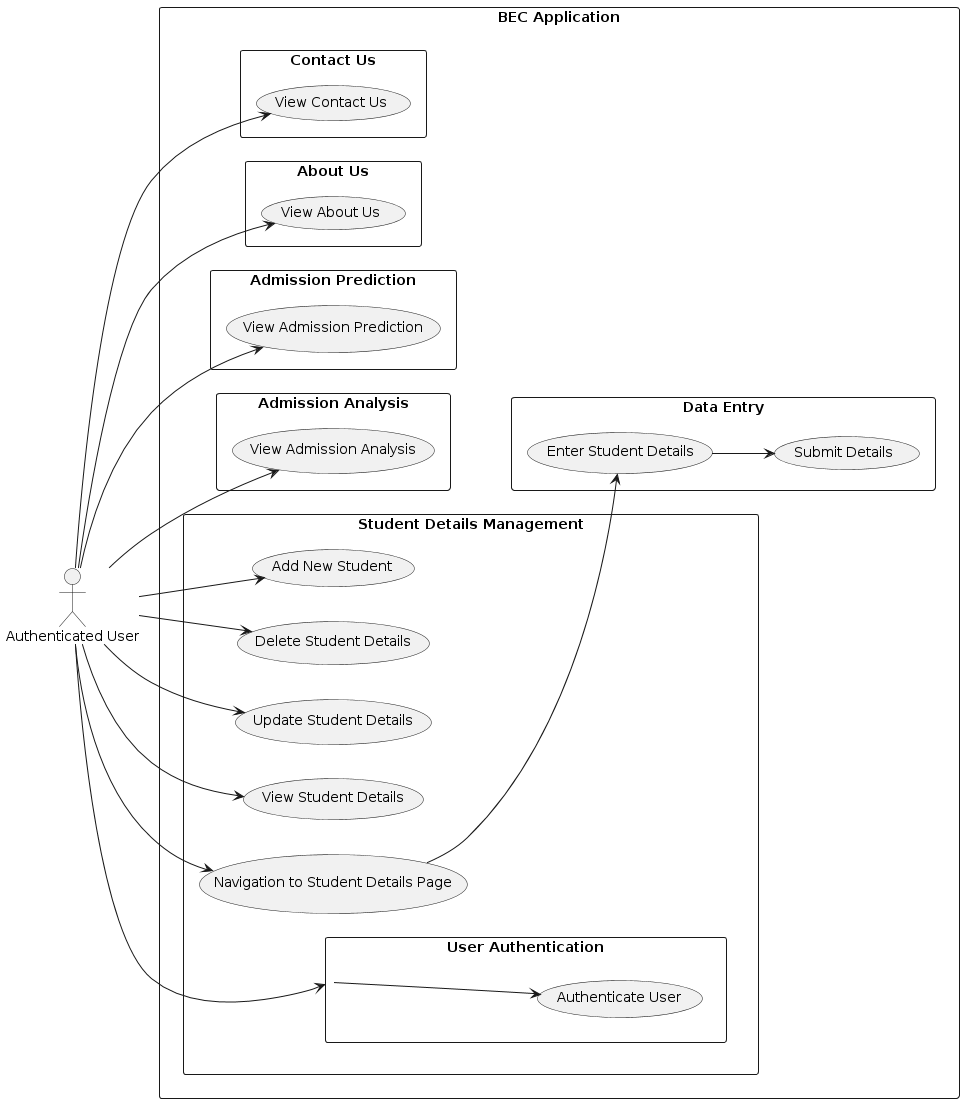 BEC Application
Contact Us
View Contact Us
About Us
View About Us
Admission Prediction
View Admission Prediction
Admission Analysis
View Admission Analysis
Data Entry
Enter Student Details
Submit Details
Student Details Management
Add New Student
Authenticated User
Delete Student Details
Update Student Details
View Student Details
Navigation to Student Details Page
User Authentication
Authenticate User